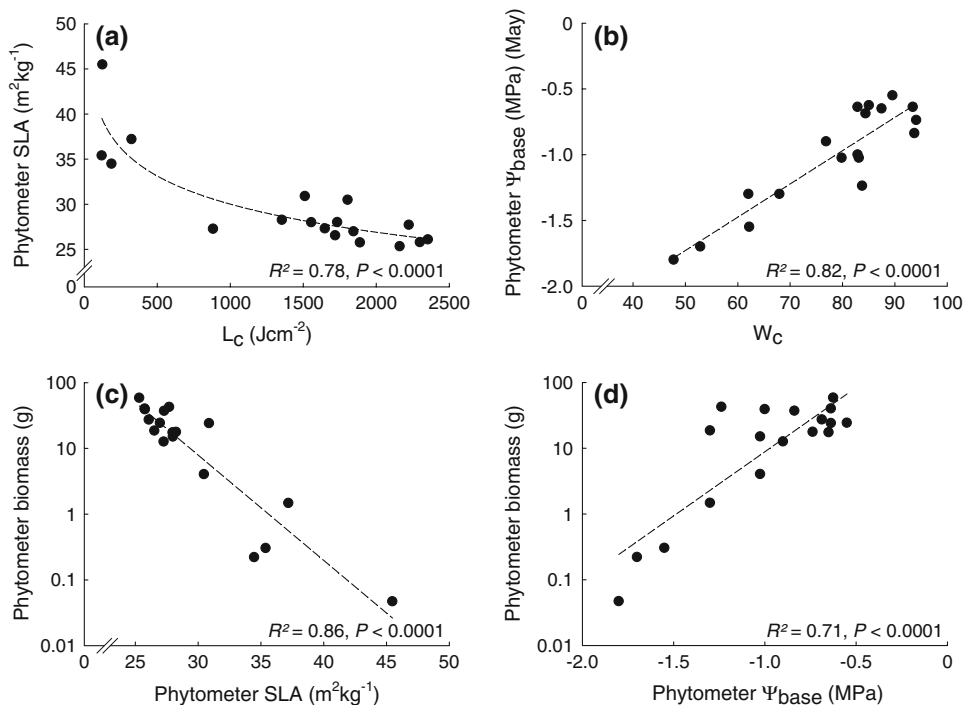 (a)
Phytometer SLA (m²kg⁻¹)
50
45
40
35
30
25
0
R² = 0.78, P < 0.0001
0 500 1000 1500 2000 2500
L_C (Jcm⁻²)
(b)
Phytometer Ψ_base (MPa) (May)
0
-0.5
-1.0
-1.5
-2.0
R² = 0.82, P < 0.0001
0 40 50 60 70 80 90 100
W_C
(c)
Phytometer biomass (g)
100
10
1
0.1
0.01
R² = 0.86, P < 0.0001
0 25 30 35 40 45 50
Phytometer SLA (m²kg⁻¹)
(d)
Phytometer biomass (g)
100
10
1
0.1
0.01
R² = 0.71, P < 0.0001
-2.0 -1.5 -1.0 -0.5 0
Phytometer Ψ_base (MPa)